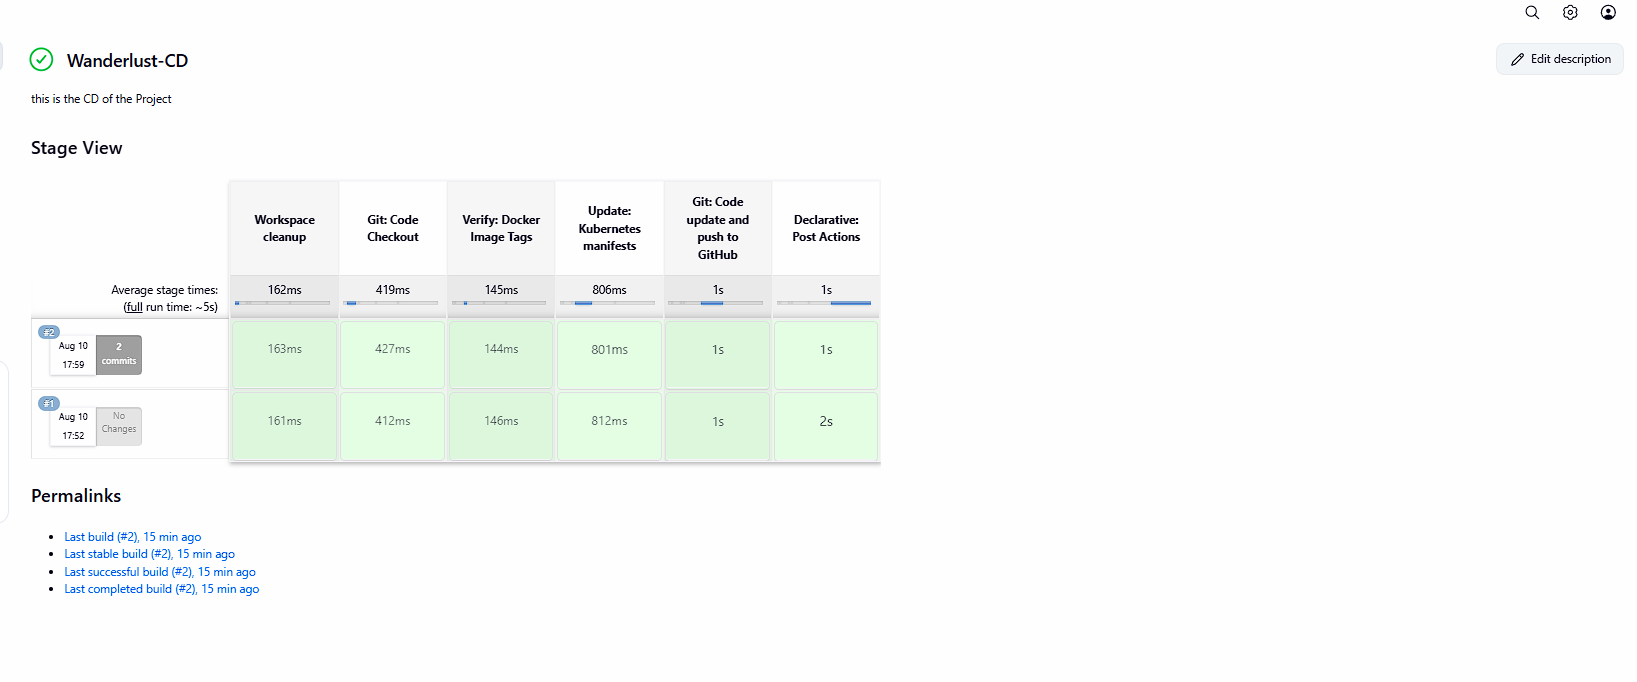 Wanderlust-CD
Edit description
this is the CD of the Project
Stage View
Workspace cleanup
Git: Code Checkout
Verify: Docker Image Tags
Update: Kubernetes manifests
Git: Code update and push to GitHub
Declarative: Post Actions
Average stage times:
(full run time: ~5s)
162ms
419ms
145ms
806ms
1s
1s
#2
Aug 10
17:59
2
commits
163ms
427ms
144ms
801ms
1s
1s
#1
Aug 10
17:52
No
Changes
161ms
412ms
146ms
812ms
1s
2s
Permalinks
Last build (#2), 15 min ago
Last stable build (#2), 15 min ago
Last successful build (#2), 15 min ago
Last completed build (#2), 15 min ago